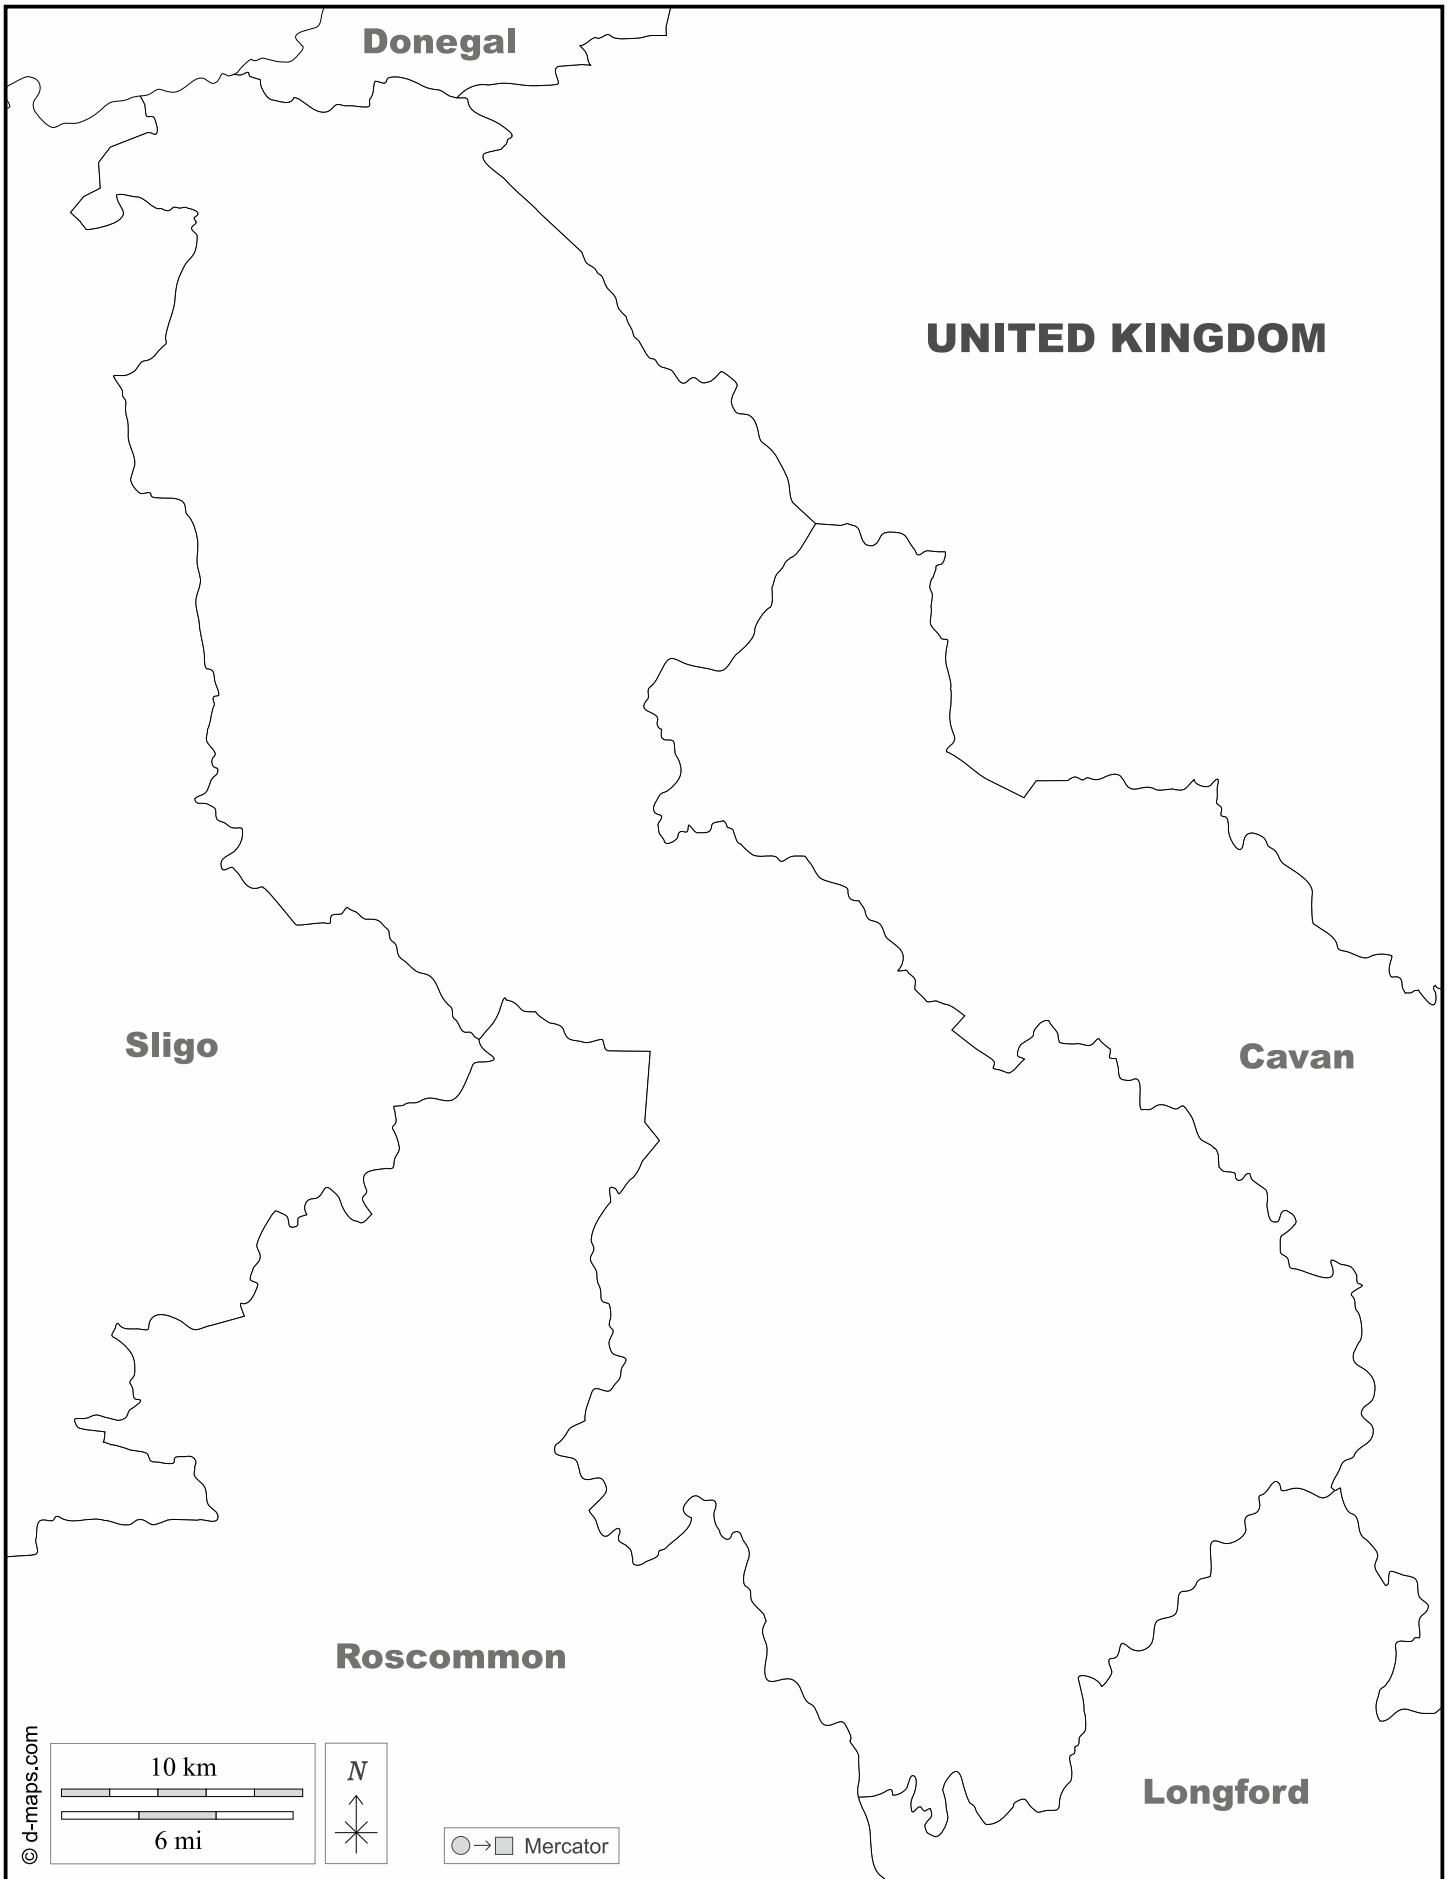 Donegal
UNITED KINGDOM
Sligo
Cavan
Roscommon
Longford
© d-maps.com
10 km
6 mi
N
Mercator